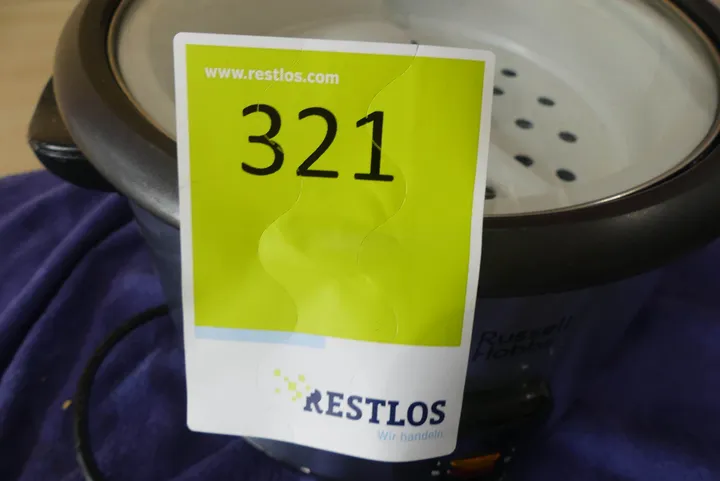 www.restlos.com
321
Russell
Hobbs
RESTLOS
Wir handeln.